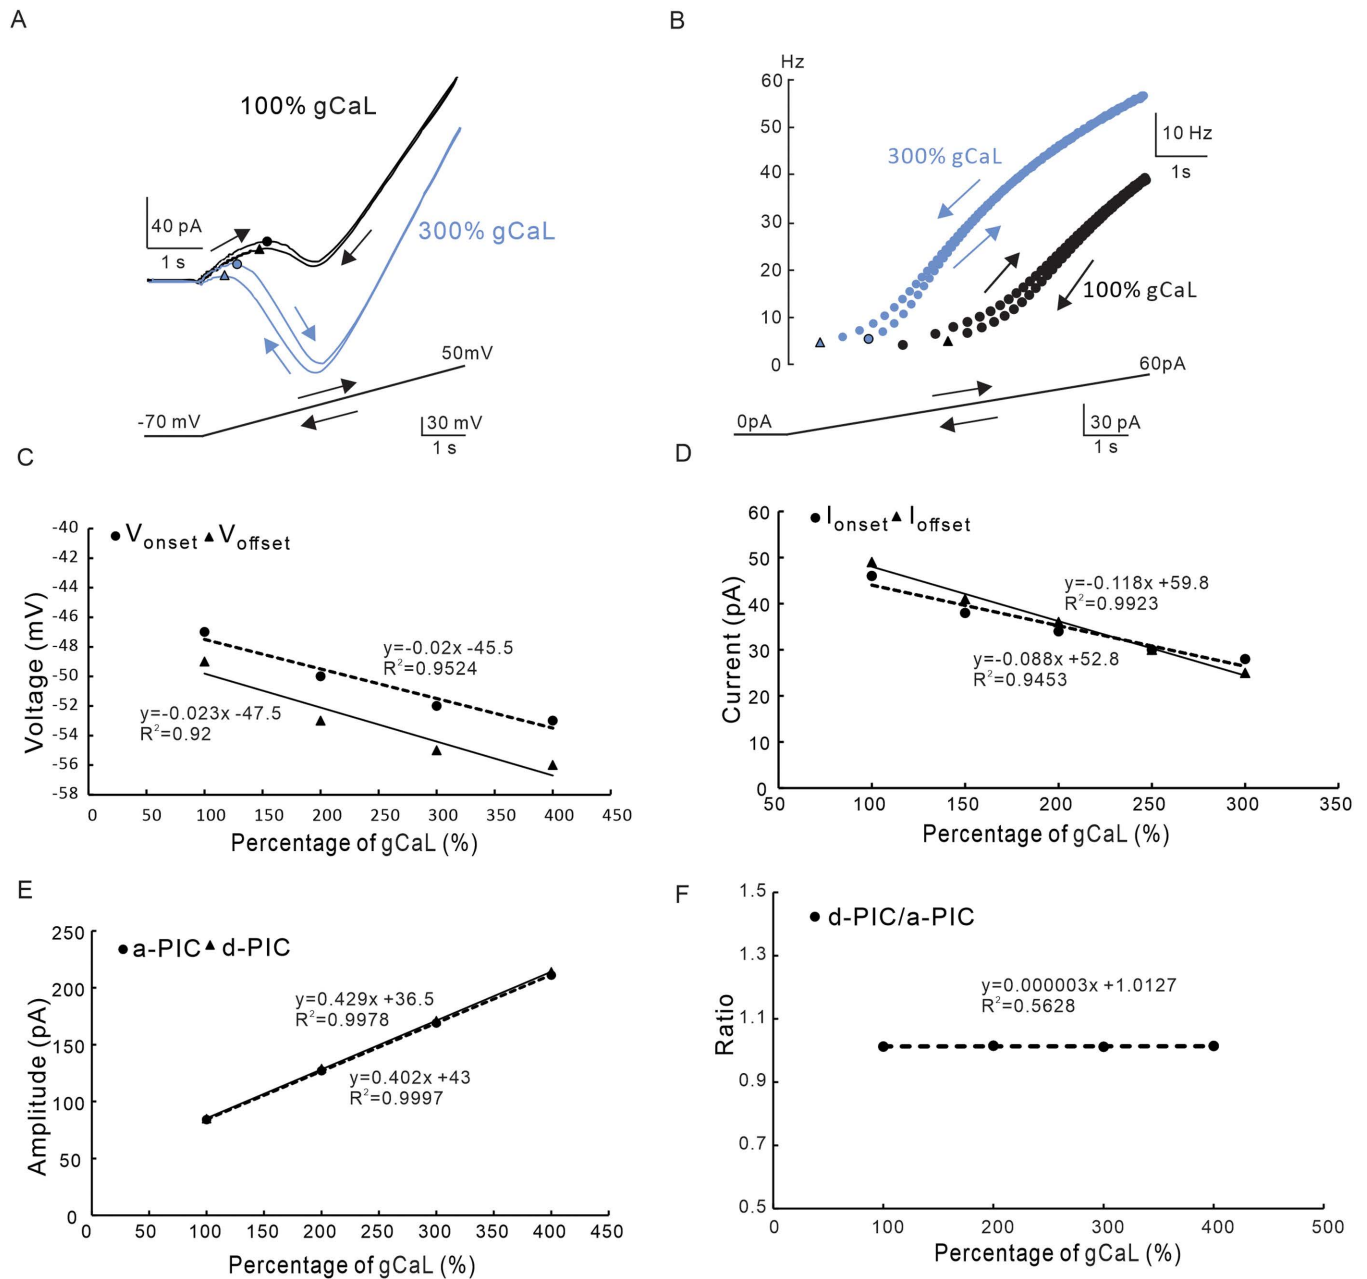 A
100% gCaL
40 pA
1 s
300% gCaL
50mV
-70 mV
30 mV
1 s
B
Hz
60
50
40
30
20
10
0
300% gCaL
10 Hz
1s
100% gCaL
60pA
0pA
30 pA
1 s
C
-40
-42
-44
-46
-48
-50
-52
-54
-56
-58
Vonset Voffset
y=-0.02x -45.5
R²=0.9524
y=-0.023x -47.5
R²=0.92
Voltage (mV)
0 50 100 150 200 250 300 350 400 450
Percentage of gCaL (%)
D
60
50
40
30
20
10
0
Ionset Ioffset
y=-0.118x +59.8
R²=0.9923
y=-0.088x +52.8
R²=0.9453
Current (pA)
50 100 150 200 250 300 350
Percentage of gCaL (%)
E
250
200
150
100
50
0
a-PIC d-PIC
y=0.429x +36.5
R²=0.9978
y=0.402x +43
R²=0.9997
Amplitude (pA)
0 50 100 150 200 250 300 350 400 450
Percentage of gCaL (%)
F
1.5
1.3
1.1
0.9
0.7
0.5
d-PIC/a-PIC
y=0.000003x +1.0127
R²=0.5628
Ratio
0 100 200 300 400 500
Percentage of gCaL (%)